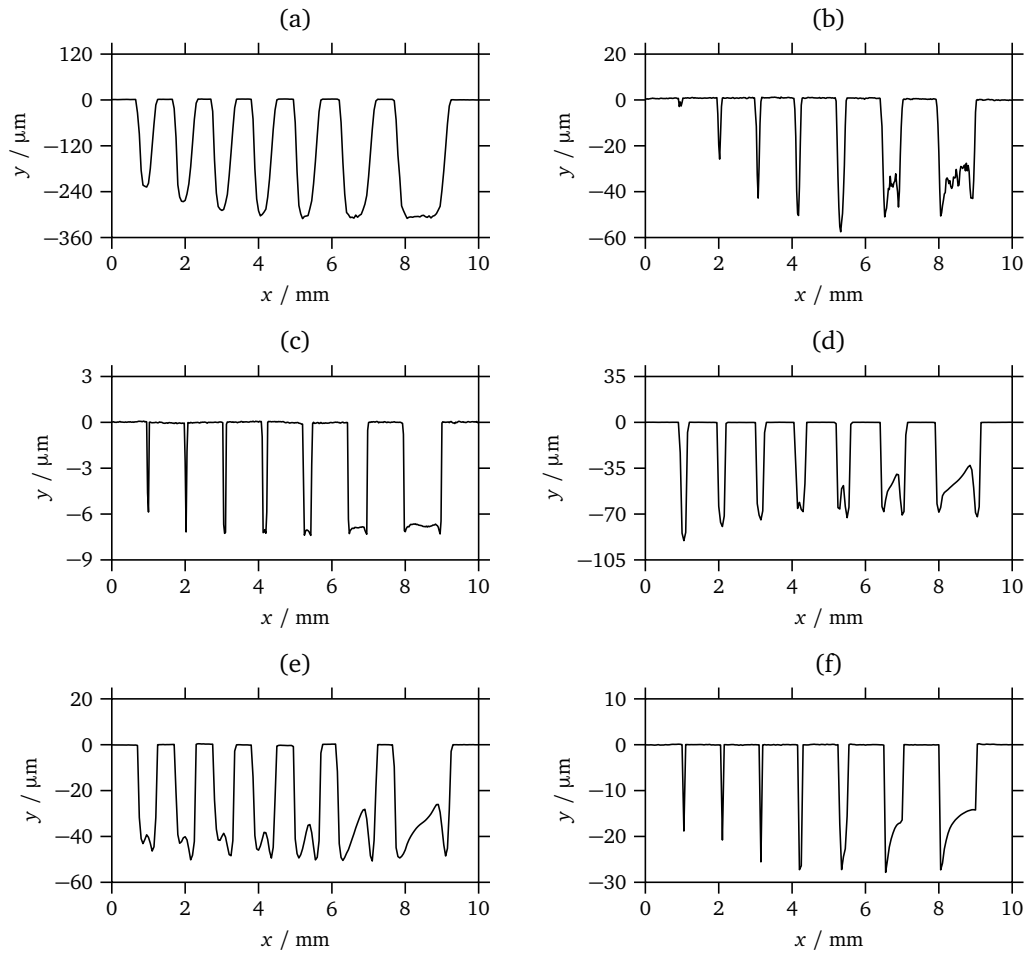 (a)
(b)
120
0
−120
−240
−360
y / μm
0 2 4 6 8 10
x / mm
20
0
−20
−40
−60
y / μm
0 2 4 6 8 10
x / mm
(c)
(d)
3
0
−3
−6
−9
y / μm
0 2 4 6 8 10
x / mm
35
0
−35
−70
−105
y / μm
0 2 4 6 8 10
x / mm
(e)
(f)
20
0
−20
−40
−60
y / μm
0 2 4 6 8 10
x / mm
10
0
−10
−20
−30
y / μm
0 2 4 6 8 10
x / mm